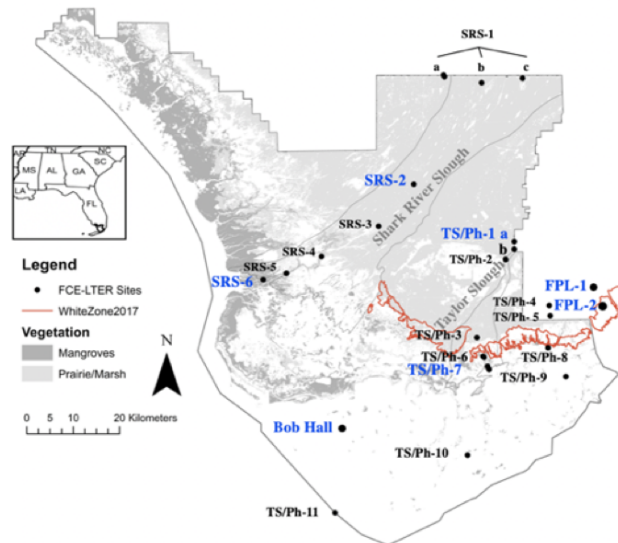 SRS-1
a b c
SRS-2
Shark River Slough
SRS-3
TS/Ph-1 a
b
SRS-4
TS/Ph-2
SRS-5
SRS-6
Taylor Slough
FPL-1
TS/Ph-4
FPL-2
TS/Ph- 5
TS/Ph-3
TS/Ph-6
TS/Ph-8
TS/Ph-7
TS/Ph-9
Bob Hall
TS/Ph-10
TS/Ph-11
TN NC
AR SC
MS AL GA
LA
FL
Legend
FCE-LTER Sites
WhiteZone2017
Vegetation
Mangroves
Prairie/Marsh
N
0 5 10 20 Kilometers